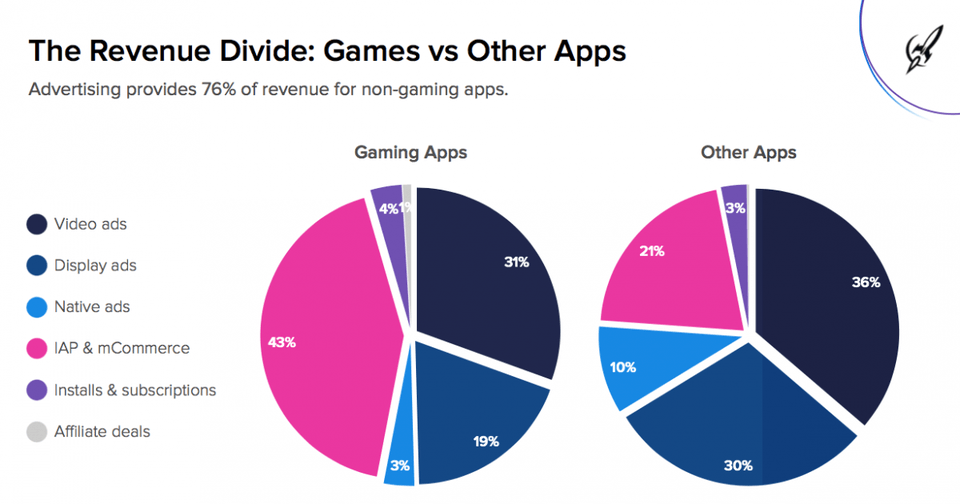 The Revenue Divide: Games vs Other Apps
Advertising provides 76% of revenue for non-gaming apps.
Gaming Apps
Other Apps
Video ads
Display ads
Native ads
IAP & mCommerce
Installs & subscriptions
Affiliate deals
4%
1%
31%
43%
19%
3%
3%
36%
21%
10%
30%